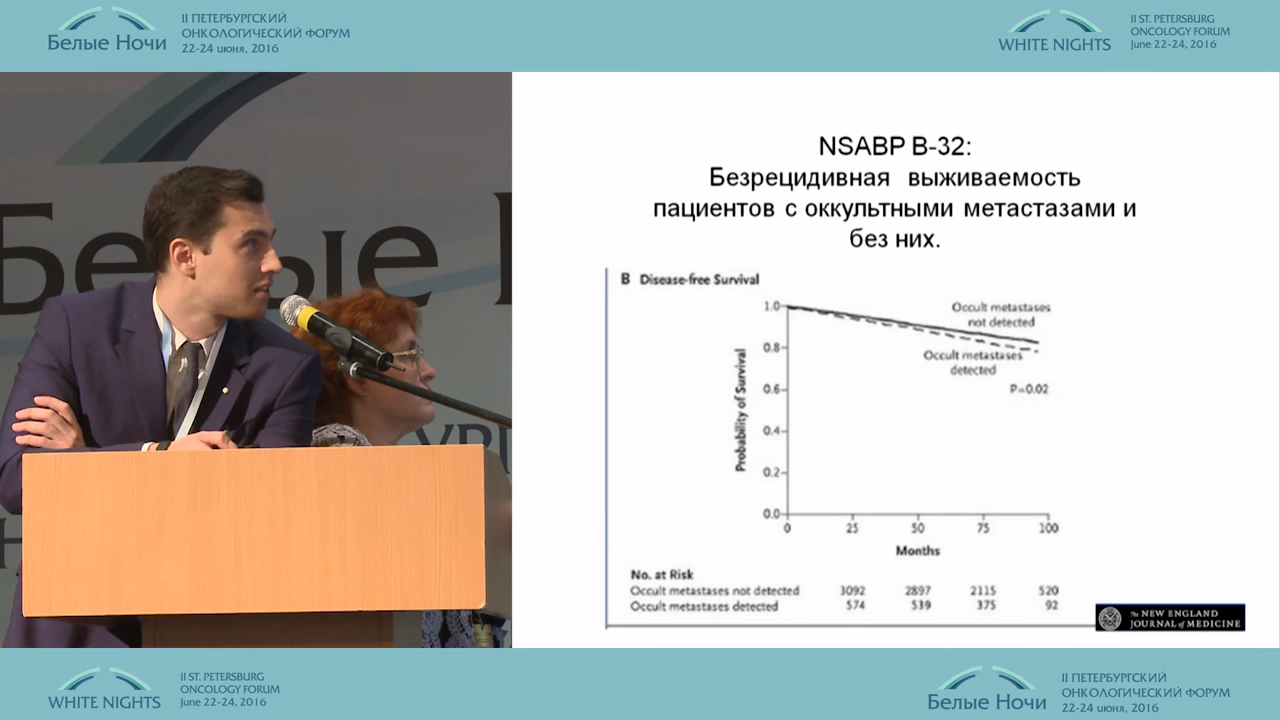 Белые Ночи
II ПЕТЕРБУРГСКИЙ
ОНКОЛОГИЧЕСКИЙ ФОРУМ
22-24 июня, 2016
WHITE NIGHTS
II ST. PETERSBURG
ONCOLOGY FORUM
June 22-24, 2016
Белые
NSABP B-32:
Безрецидивная выживаемость
пациентов с оккультными метастазами и
без них.
B Disease-free Survival
Probability of Survival
1.0
0.8
0.6
0.4
0.2
0.0
Occult metastases
not detected
Occult metastases
detected
P=0.02
0 25 50 75 100
Months
No. at Risk
Occult metastases not detected 3092 2897 2115 520
Occult metastases detected 574 539 375 92
The NEW ENGLAND
JOURNAL of MEDICINE
WHITE NIGHTS
II ST. PETERSBURG
ONCOLOGY FORUM
June 22-24, 2016
Белые Ночи
II ПЕТЕРБУРГСКИЙ
ОНКОЛОГИЧЕСКИЙ ФОРУМ
22-24 июня, 2016